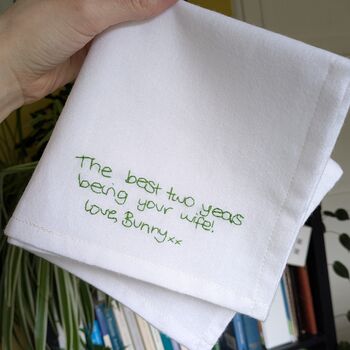 The best two years
being your wife!
Love, Bunny xx